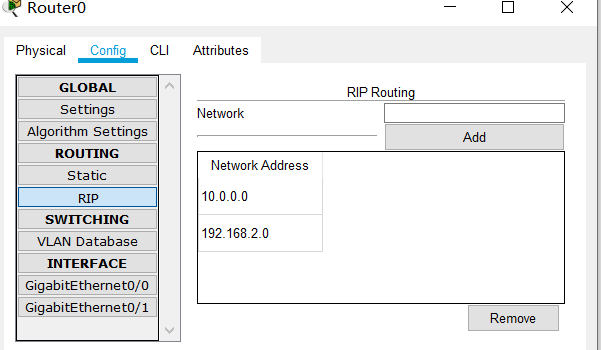 Router0
Physical Config CLI Attributes
GLOBAL
Settings
Algorithm Settings
ROUTING
Static
RIP
SWITCHING
VLAN Database
INTERFACE
GigabitEthernet0/0
GigabitEthernet0/1
RIP Routing
Network
Add
Network Address
10.0.0.0
192.168.2.0
Remove